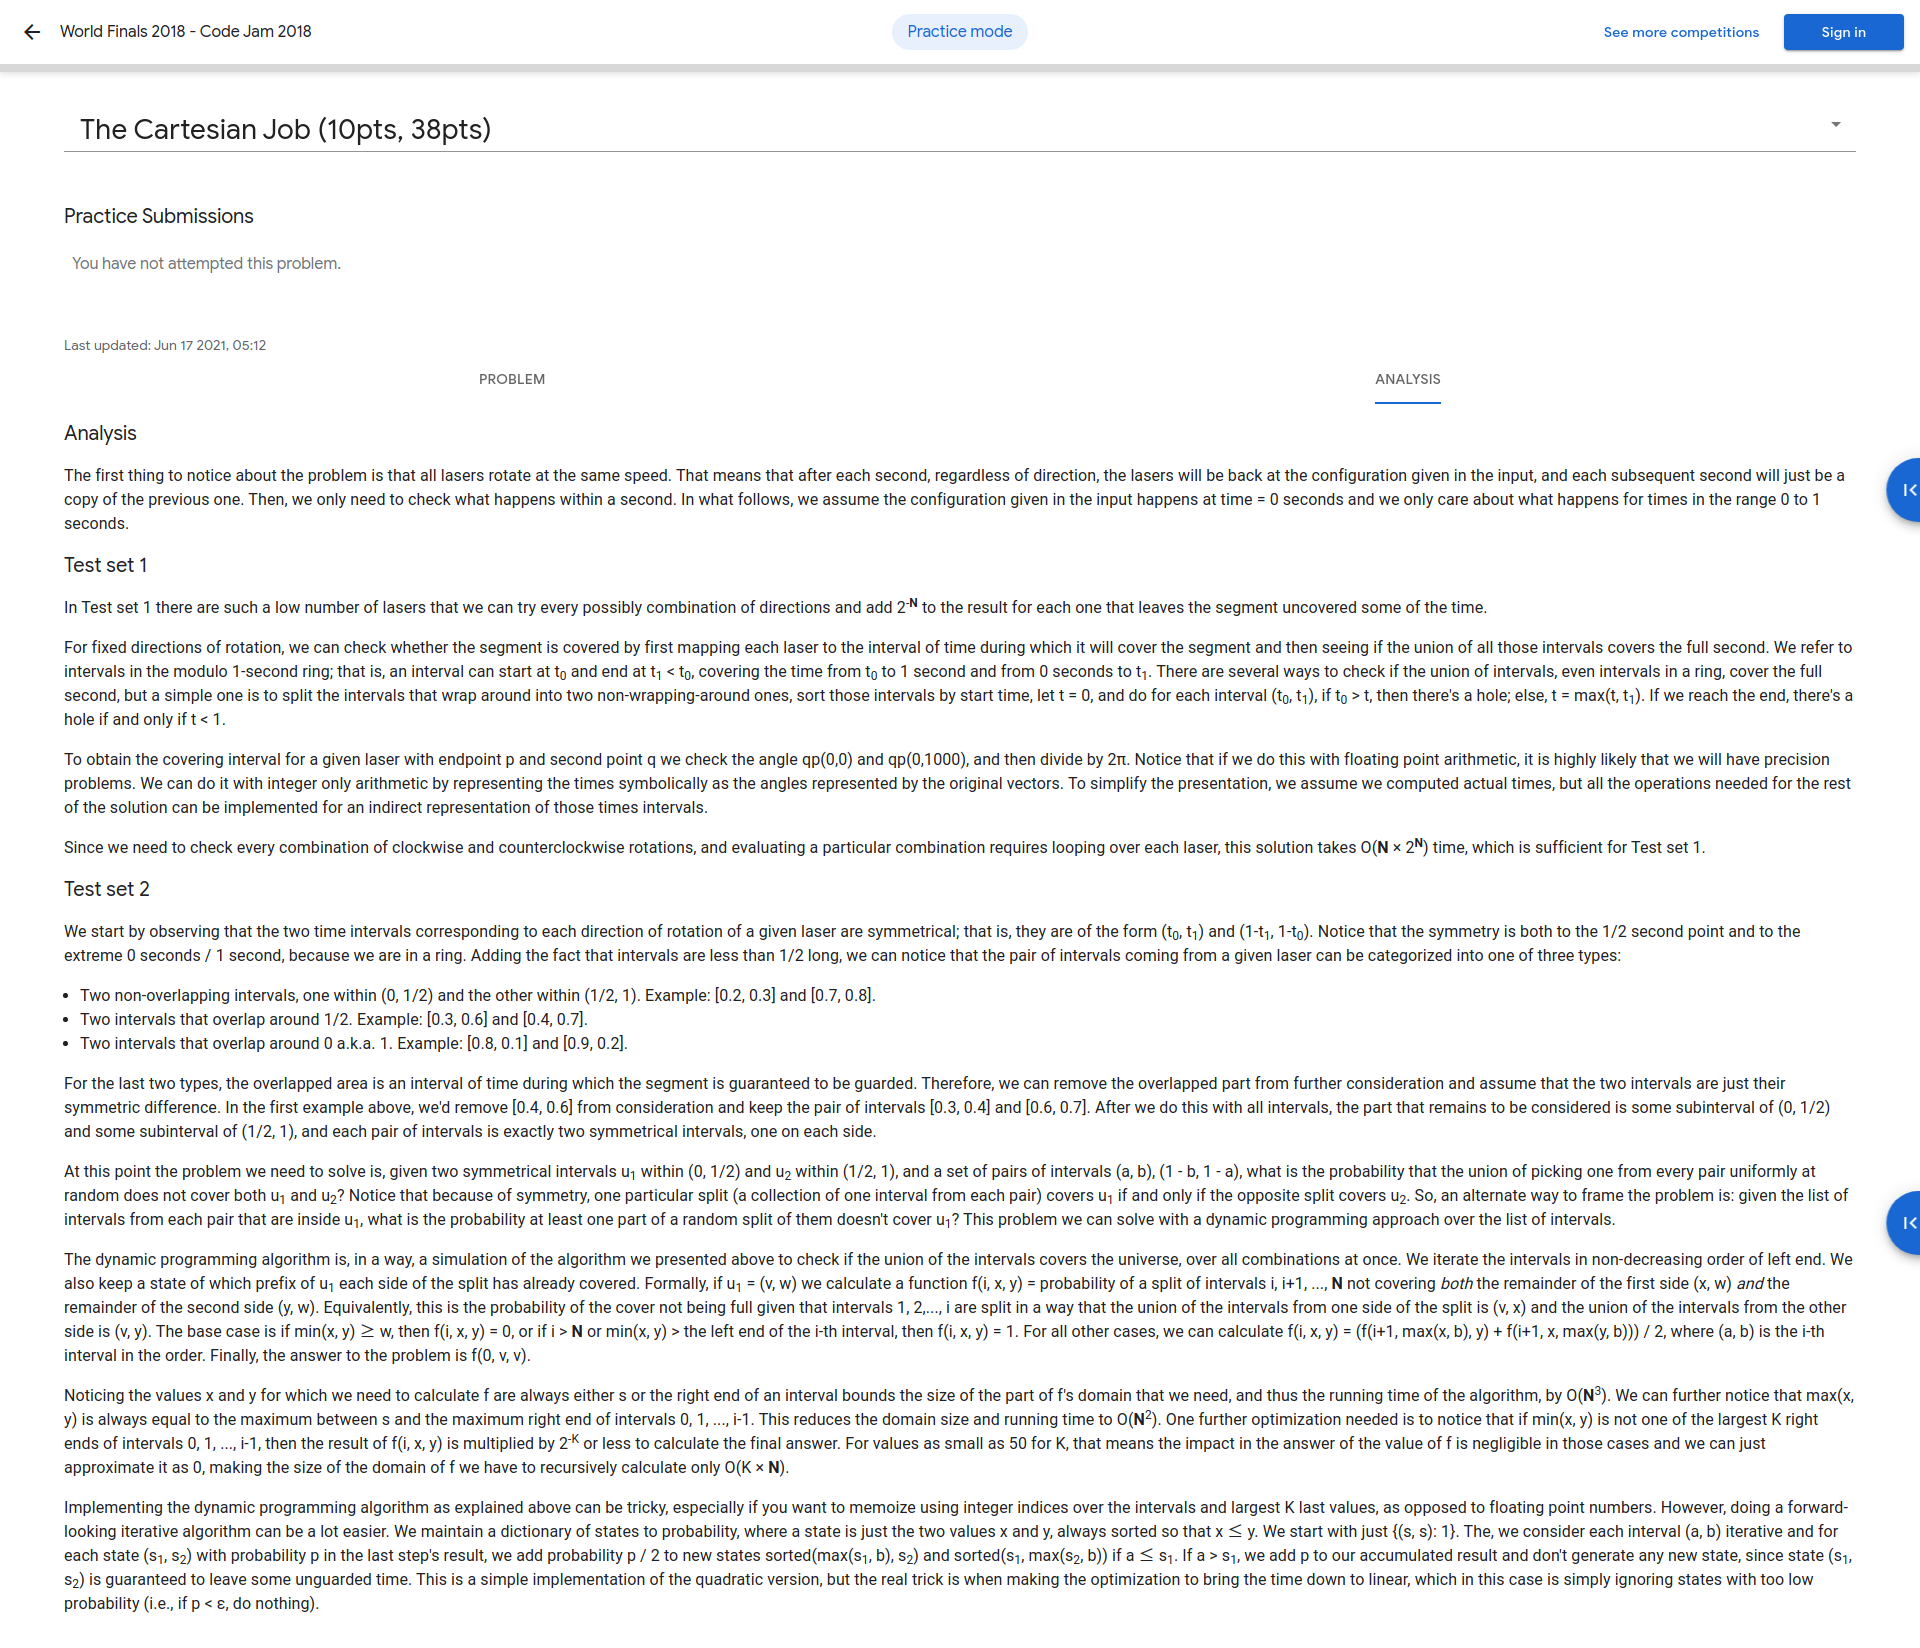 World Finals 2018 - Code Jam 2018
Practice mode
See more competitions
Sign in
The Cartesian Job (10pts, 38pts)
Practice Submissions
You have not attempted this problem.
Last updated: Jun 17 2021, 05:12
PROBLEM
ANALYSIS
Analysis
The first thing to notice about the problem is that all lasers rotate at the same speed. That means that after each second, regardless of direction, the lasers will be back at the configuration given in the input, and each subsequent second will just be a
copy of the previous one. Then, we only need to check what happens within a second. In what follows, we assume the configuration given in the input happens at time = 0 seconds and we only care about what happens for times in the range 0 to 1
seconds.
Test set 1
In Test set 1 there are such a low number of lasers that we can try every possibly combination of directions and add 2^-N to the result for each one that leaves the segment uncovered some of the time.
For fixed directions of rotation, we can check whether the segment is covered by first mapping each laser to the interval of time during which it will cover the segment and then seeing if the union of all those intervals covers the full second. We refer to
intervals in the modulo 1-second ring; that is, an interval can start at t₀ and end at t₁ < t₀, covering the time from t₀ to 1 second and from 0 seconds to t₁. There are several ways to check if the union of intervals, even intervals in a ring, cover the full
second, but a simple one is to split the intervals that wrap around into two non-wrapping-around ones, sort those intervals by start time, let t = 0, and do for each interval (t₀, t₁), if t₀ > t, then there's a hole; else, t = max(t, t₁). If we reach the end, there's a
hole if and only if t < 1.
To obtain the covering interval for a given laser with endpoint p and second point q we check the angle qp(0,0) and qp(0,1000), and then divide by 2π. Notice that if we do this with floating point arithmetic, it is highly likely that we will have precision
problems. We can do it with integer only arithmetic by representing the times symbolically as the angles represented by the original vectors. To simplify the presentation, we assume we computed actual times, but all the operations needed for the rest
of the solution can be implemented for an indirect representation of those times intervals.
Since we need to check every combination of clockwise and counterclockwise rotations, and evaluating a particular combination requires looping over each laser, this solution takes O(N × 2^N) time, which is sufficient for Test set 1.
Test set 2
We start by observing that the two time intervals corresponding to each direction of rotation of a given laser are symmetrical; that is, they are of the form (t₀, t₁) and (1-t₁, 1-t₀). Notice that the symmetry is both to the 1/2 second point and to the
extreme 0 seconds / 1 second, because we are in a ring. Adding the fact that intervals are less than 1/2 long, we can notice that the pair of intervals coming from a given laser can be categorized into one of three types:
• Two non-overlapping intervals, one within (0, 1/2) and the other within (1/2, 1). Example: [0.2, 0.3] and [0.7, 0.8].
• Two intervals that overlap around 1/2. Example: [0.3, 0.6] and [0.4, 0.7].
• Two intervals that overlap around 0 a.k.a. 1. Example: [0.8, 0.1] and [0.9, 0.2].
For the last two types, the overlapped area is an interval of time during which the segment is guaranteed to be guarded. Therefore, we can remove the overlapped part from further consideration and assume that the two intervals are just their
symmetric difference. In the first example above, we'd remove [0.4, 0.6] from consideration and keep the pair of intervals [0.3, 0.4] and [0.6, 0.7]. After we do this with all intervals, the part that remains to be considered is some subinterval of (0, 1/2)
and some subinterval of (1/2, 1), and each pair of intervals is exactly two symmetrical intervals, one on each side.
At this point the problem we need to solve is, given two symmetrical intervals u₁ within (0, 1/2) and u₂ within (1/2, 1), and a set of pairs of intervals (a, b), (1 - b, 1 - a), what is the probability that the union of picking one from every pair uniformly at
random does not cover both u₁ and u₂? Notice that because of symmetry, one particular split (a collection of one interval from each pair) covers u₁ if and only if the opposite split covers u₂. So, an alternate way to frame the problem is: given the list of
intervals from each pair that are inside u₁, what is the probability at least one part of a random split of them doesn't cover u₁? This problem we can solve with a dynamic programming approach over the list of intervals.
The dynamic programming algorithm is, in a way, a simulation of the algorithm we presented above to check if the union of the intervals covers the universe, over all combinations at once. We iterate the intervals in non-decreasing order of left end. We
also keep a state of which prefix of u₁ each side of the split has already covered. Formally, if u₁ = (v, w) we calculate a function f(i, x, y) = probability of a split of intervals i, i+1, ..., N not covering both the remainder of the first side (x, w) and the
remainder of the second side (y, w). Equivalently, this is the probability of the cover not being full given that intervals 1, 2,..., i are split in a way that the union of the intervals from one side of the split is (v, x) and the union of the intervals from the other
side is (v, y). The base case is if min(x, y) ≥ w, then f(i, x, y) = 0, or if i > N or min(x, y) > the left end of the i-th interval, then f(i, x, y) = 1. For all other cases, we can calculate f(i, x, y) = (f(i+1, max(x, b), y) + f(i+1, x, max(y, b))) / 2, where (a, b) is the i-th
interval in the order. Finally, the answer to the problem is f(0, v, v).
Noticing the values x and y for which we need to calculate f are always either s or the right end of an interval bounds the size of the part of f's domain that we need, and thus the running time of the algorithm, by O(N³). We can further notice that max(x,
y) is always equal to the maximum between s and the maximum right end of intervals 0, 1, ..., i-1. This reduces the domain size and running time to O(N²). One further optimization needed is to notice that if min(x, y) is not one of the largest K right
ends of intervals 0, 1, ..., i-1, then the result of f(i, x, y) is multiplied by 2^-K or less to calculate the final answer. For values as small as 50 for K, that means the impact in the answer of the value of f is negligible in those cases and we can just
approximate it as 0, making the size of the domain of f we have to recursively calculate only O(K × N).
Implementing the dynamic programming algorithm as explained above can be tricky, especially if you want to memoize using integer indices over the intervals and largest K last values, as opposed to floating point numbers. However, doing a forward-
looking iterative algorithm can be a lot easier. We maintain a dictionary of states to probability, where a state is just the two values x and y, always sorted so that x ≤ y. We start with just {(s, s): 1}. The, we consider each interval (a, b) iterative and for
each state (s₁, s₂) with probability p in the last step's result, we add probability p / 2 to new states sorted(max(s₁, b), s₂) and sorted(s₁, max(s₂, b)) if a ≤ s₁. If a > s₁, we add p to our accumulated result and don't generate any new state, since state (s₁,
s₂) is guaranteed to leave some unguarded time. This is a simple implementation of the quadratic version, but the real trick is when making the optimization to bring the time down to linear, which in this case is simply ignoring states with too low
probability (i.e., if p < ε, do nothing).